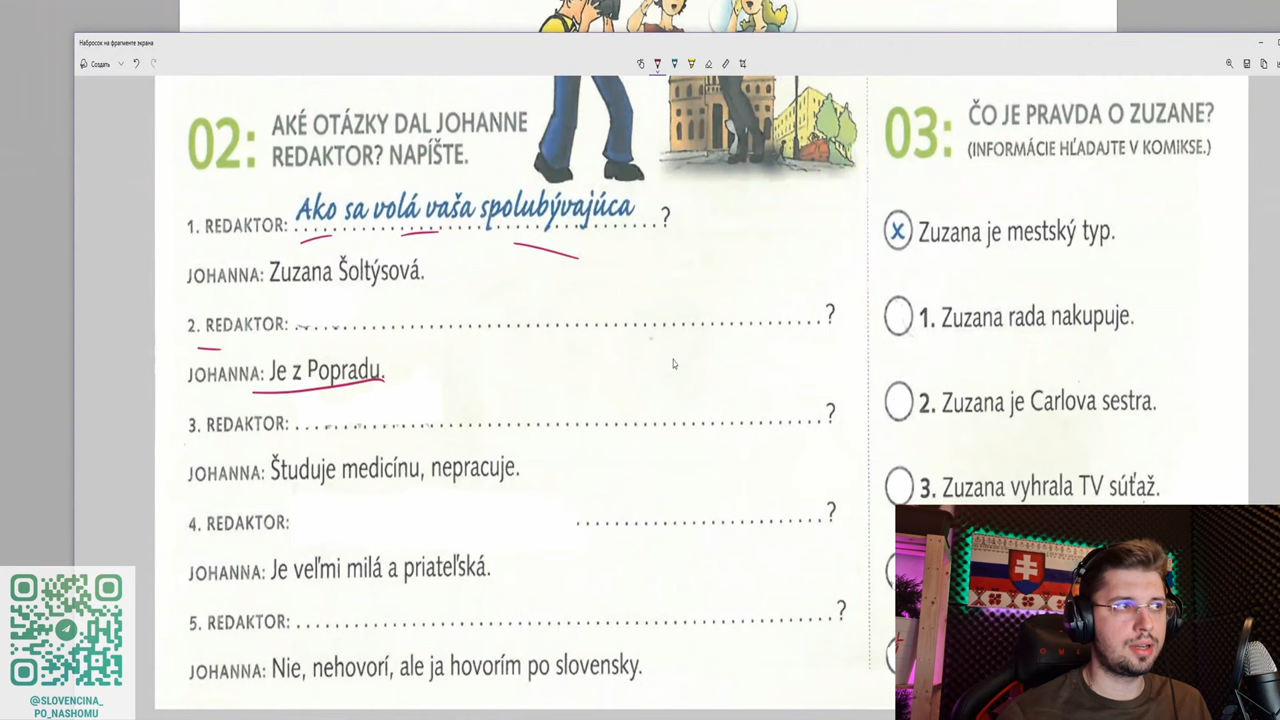 Набросок на фрагменте экрана
Создать
02: AKÉ OTÁZKY DAL JOHANNE
REDAKTOR? NAPÍŠTE.
1. REDAKTOR: Ako sa volá vaša spolubývajúca ?
JOHANNA: Zuzana Šoltýsová.
2. REDAKTOR: ?
JOHANNA: Je z Popradu.
3. REDAKTOR: ?
JOHANNA: Študuje medicínu, nepracuje.
4. REDAKTOR: ?
JOHANNA: Je veľmi milá a priateľská.
5. REDAKTOR: ?
JOHANNA: Nie, nehovorí, ale ja hovorím po slovensky.
03: ČO JE PRAVDA O ZUZANE?
(INFORMÁCIE HĽADAJTE V KOMIKSE.)
x Zuzana je mestský typ.
1. Zuzana rada nakupuje.
2. Zuzana je Carlova sestra.
3. Zuzana vyhrala TV súťaž.
@SLOVENCINA_
PO_NASHOMU